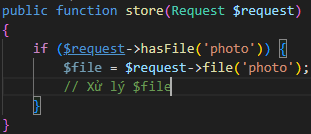 public function store(Request $request)
{
    if ($request->hasFile('photo')) {
        $file = $request->file('photo');
        // Xử lý $file
    }
}